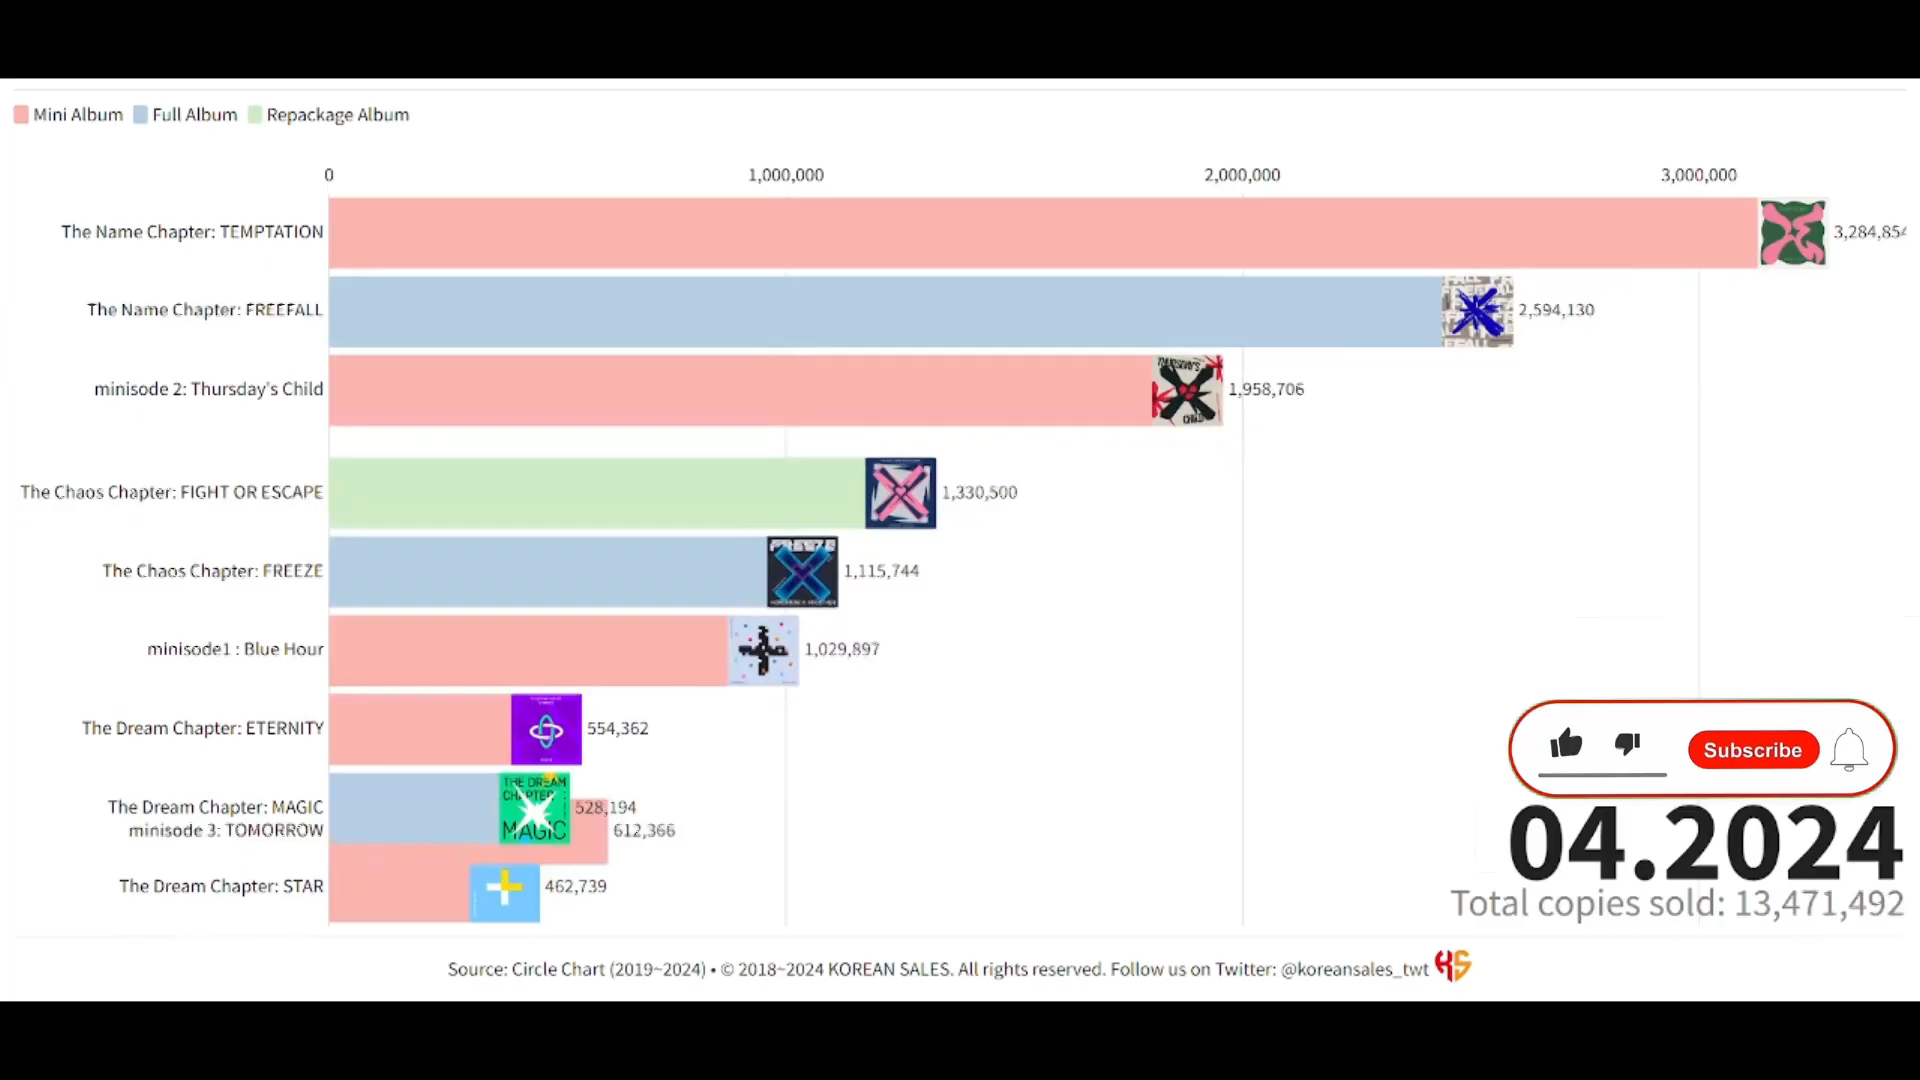 Mini Album Full Album Repackage Album
0 1,000,000 2,000,000 3,000,000
The Name Chapter: TEMPTATION 3,284,854
The Name Chapter: FREEFALL 2,594,130
minisode 2: Thursday's Child 1,958,706
The Chaos Chapter: FIGHT OR ESCAPE 1,330,500
The Chaos Chapter: FREEZE 1,115,744
FREEZE
minisode1 : Blue Hour 1,029,897
The Dream Chapter: ETERNITY 554,362
THE DREAM
CHAPTER
MAGIC
The Dream Chapter: MAGIC 528,194
minisode 3: TOMORROW 612,366
The Dream Chapter: STAR 462,739
Subscribe
04.2024
Total copies sold: 13,471,492
Source: Circle Chart (2019~2024) • © 2018~2024 KOREAN SALES. All rights reserved. Follow us on Twitter: @koreansales_twt KS